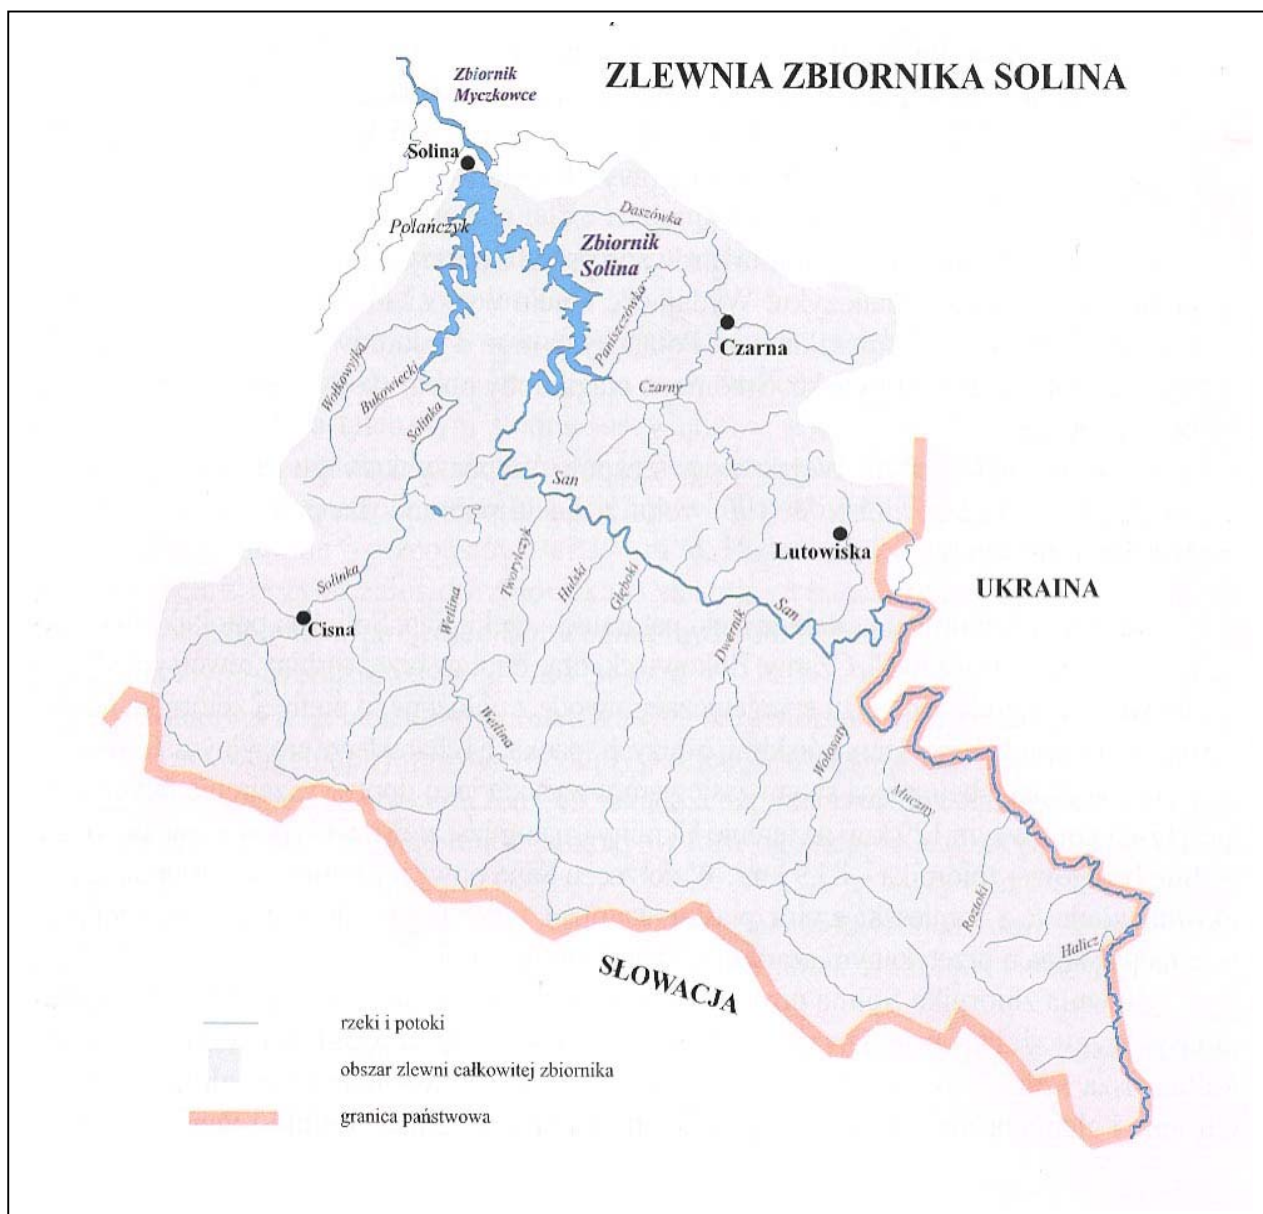 ZLEWNIA ZBIORNIKA SOLINA
Zbiornik
Myczkowce
Solina
Polańczyk
Daszówka
Zbiornik
Solina
Paniszczówka
Czarna
Wołkowyjka
Bukowiecki
Solinka
Czarny
San
Lutowiska
UKRAINA
Solinka
Cisna
Wetlina
Tworylczyk
Hulski
Głęboki
San
Dwernik
Wetlina
Wołosaty
Muczny
Roztoki
Halicz
SŁOWACJA
rzeki i potoki
obszar zlewni całkowitej zbiornika
granica państwowa